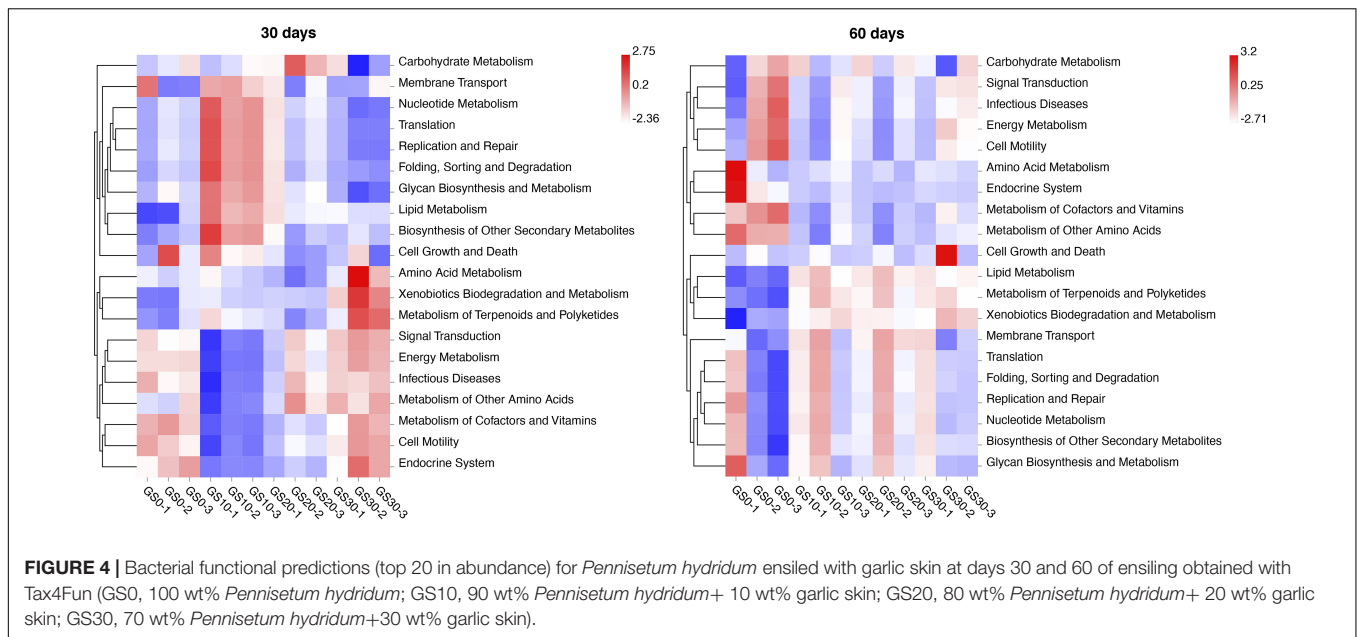 30 days
Carbohydrate Metabolism
Membrane Transport
Nucleotide Metabolism
Translation
Replication and Repair
Folding, Sorting and Degradation
Glycan Biosynthesis and Metabolism
Lipid Metabolism
Biosynthesis of Other Secondary Metabolites
Cell Growth and Death
Amino Acid Metabolism
Xenobiotics Biodegradation and Metabolism
Metabolism of Terpenoids and Polyketides
Signal Transduction
Energy Metabolism
Infectious Diseases
Metabolism of Other Amino Acids
Metabolism of Cofactors and Vitamins
Cell Motility
Endocrine System
2.75
0.2
-2.36
GS0-1
GS0-2
GS0-3
GS10-1
GS10-2
GS10-3
GS20-1
GS20-2
GS20-3
GS30-1
GS30-2
GS30-3
60 days
Carbohydrate Metabolism
Signal Transduction
Infectious Diseases
Energy Metabolism
Cell Motility
Amino Acid Metabolism
Endocrine System
Metabolism of Cofactors and Vitamins
Metabolism of Other Amino Acids
Cell Growth and Death
Lipid Metabolism
Metabolism of Terpenoids and Polyketides
Xenobiotics Biodegradation and Metabolism
Membrane Transport
Translation
Folding, Sorting and Degradation
Replication and Repair
Nucleotide Metabolism
Biosynthesis of Other Secondary Metabolites
Glycan Biosynthesis and Metabolism
3.2
0.25
-2.71
GS0-1
GS0-2
GS0-3
GS10-1
GS10-2
GS10-3
GS20-1
GS20-2
GS20-3
GS30-1
GS30-2
GS30-3
FIGURE 4 | Bacterial functional predictions (top 20 in abundance) for Pennisetum hydridum ensiled with garlic skin at days 30 and 60 of ensiling obtained with
Tax4Fun (GS0, 100 wt% Pennisetum hydridum; GS10, 90 wt% Pennisetum hydridum+ 10 wt% garlic skin; GS20, 80 wt% Pennisetum hydridum+ 20 wt% garlic
skin; GS30, 70 wt% Pennisetum hydridum+30 wt% garlic skin).